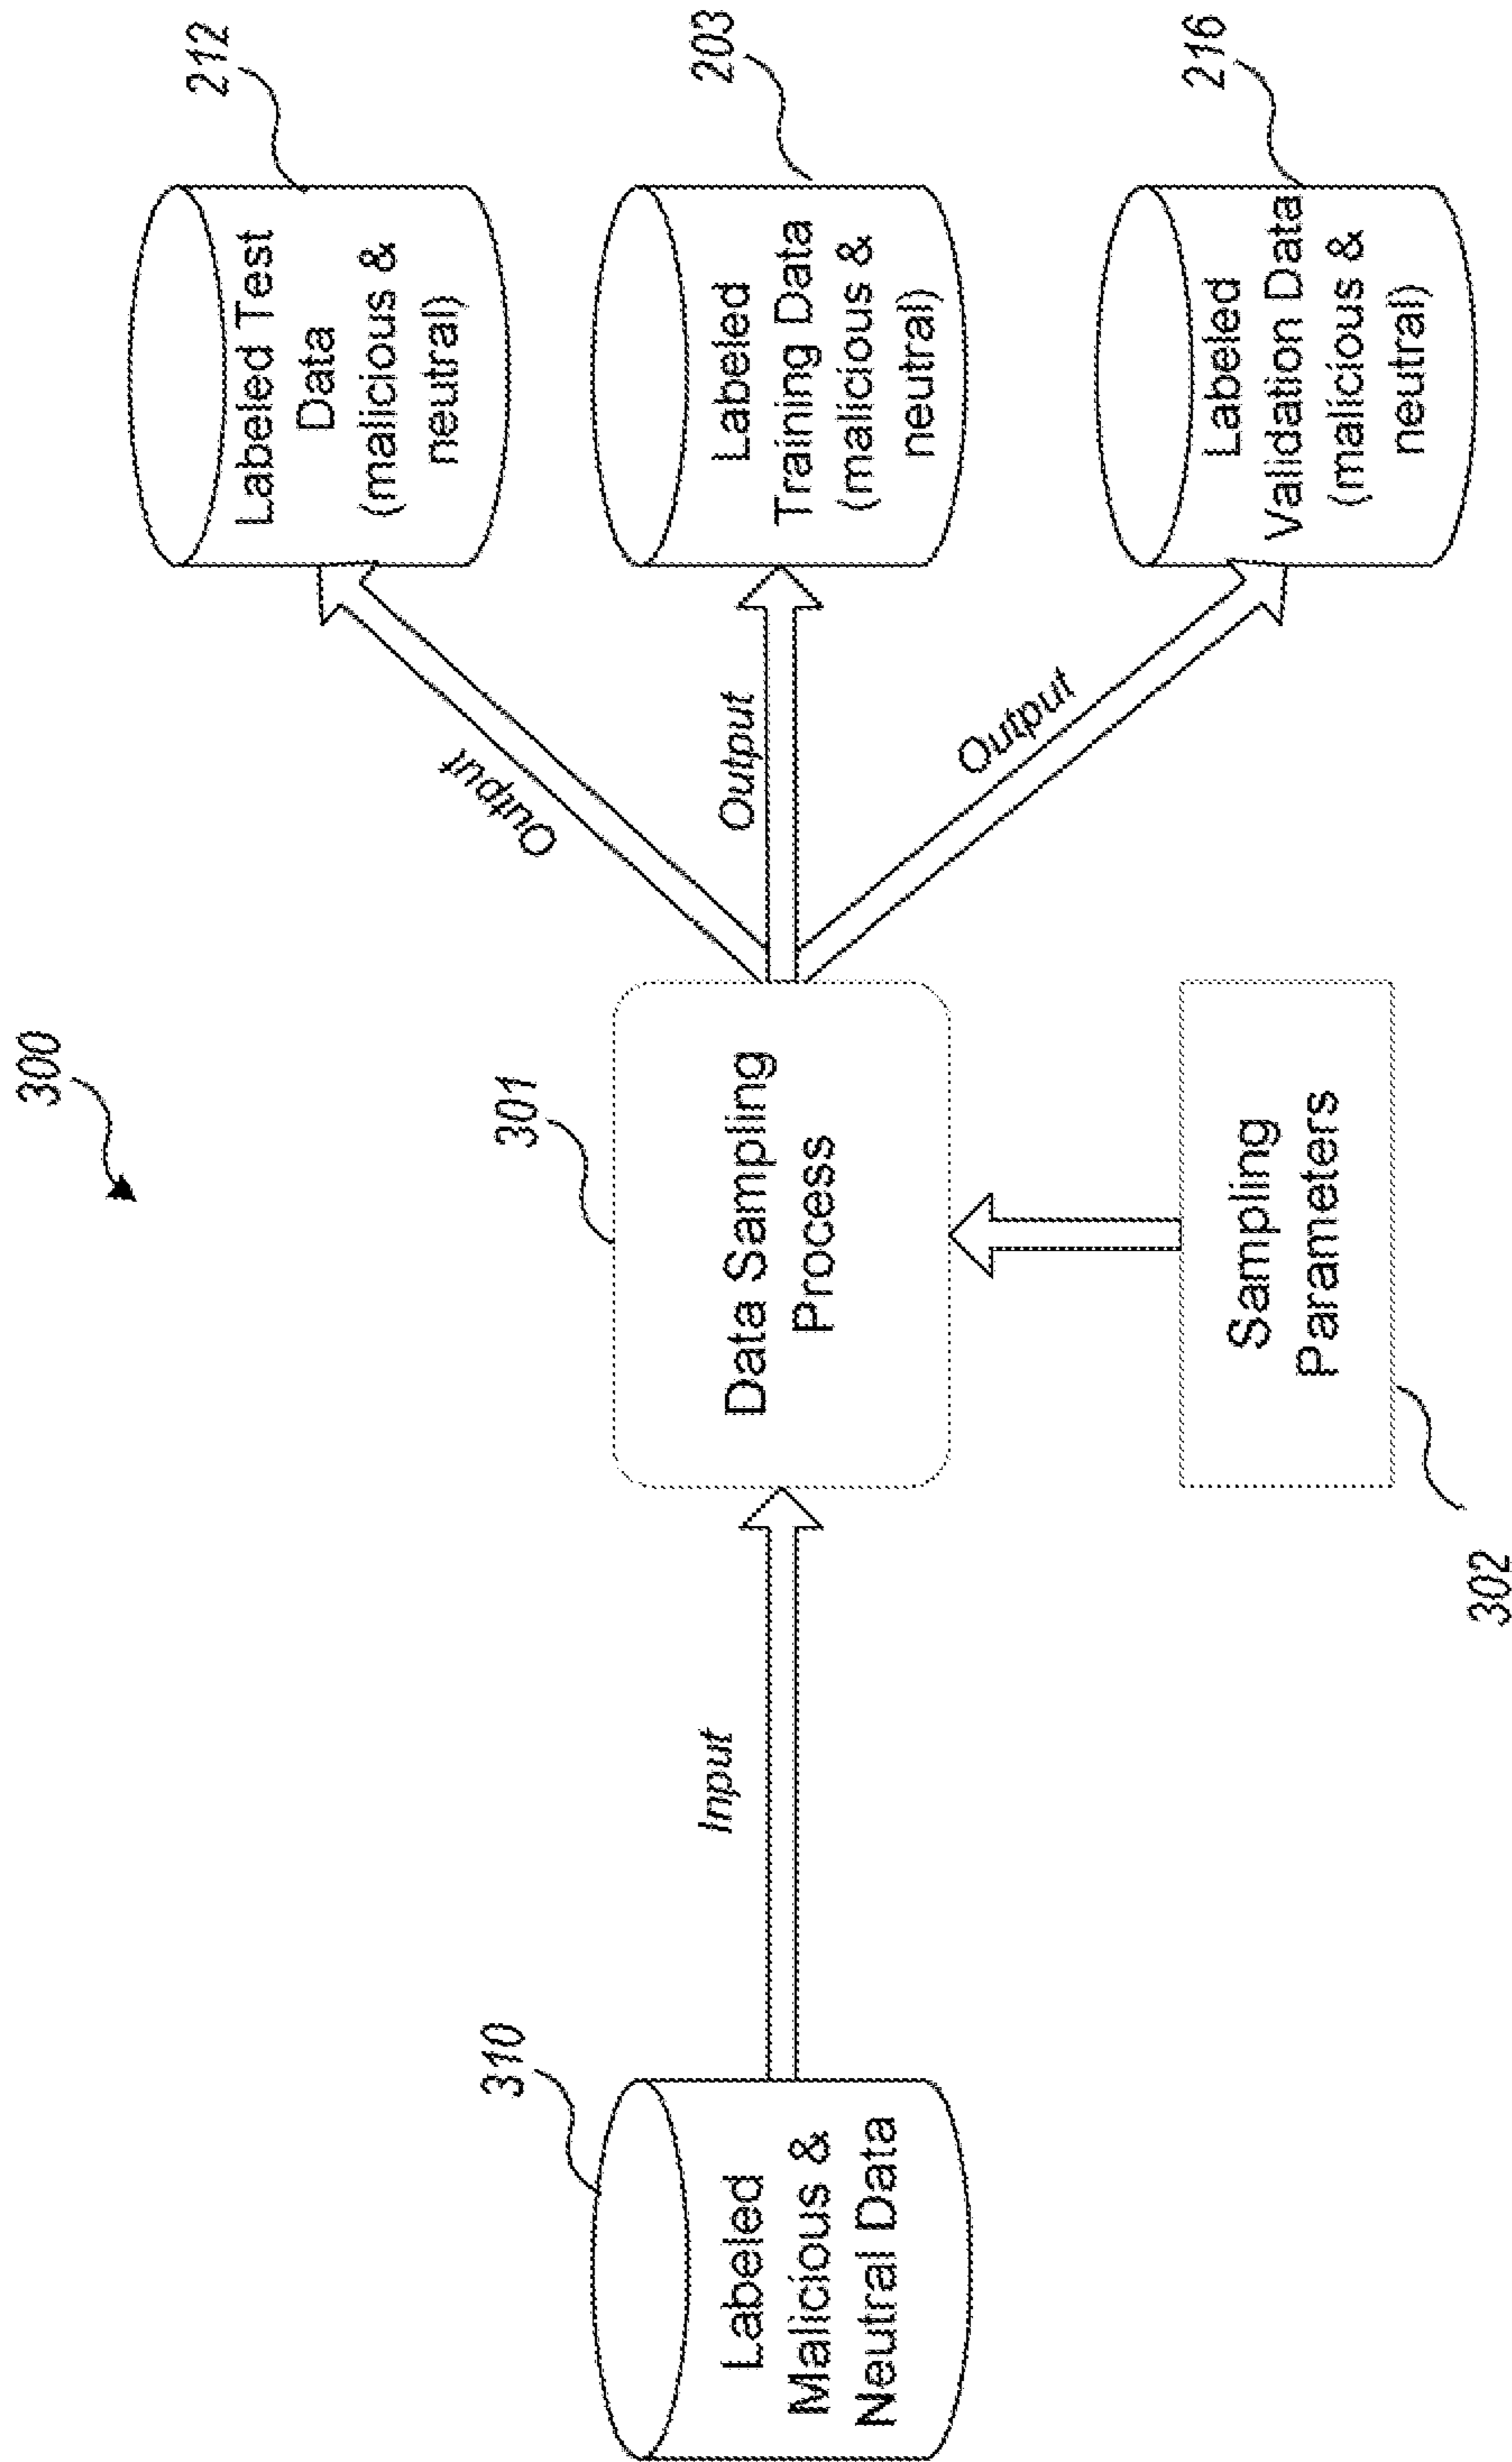 300
310
Labeled
Malicious &
Neutral Data
Input
301
Data Sampling
Process
Sampling
Parameters
302
Output
Output
Output
212
Labeled Test
Data
(malicious &
neutral)
203
Labeled
Training Data
(malicious &
neutral)
216
Labeled
Validation Data
(malicious &
neutral)